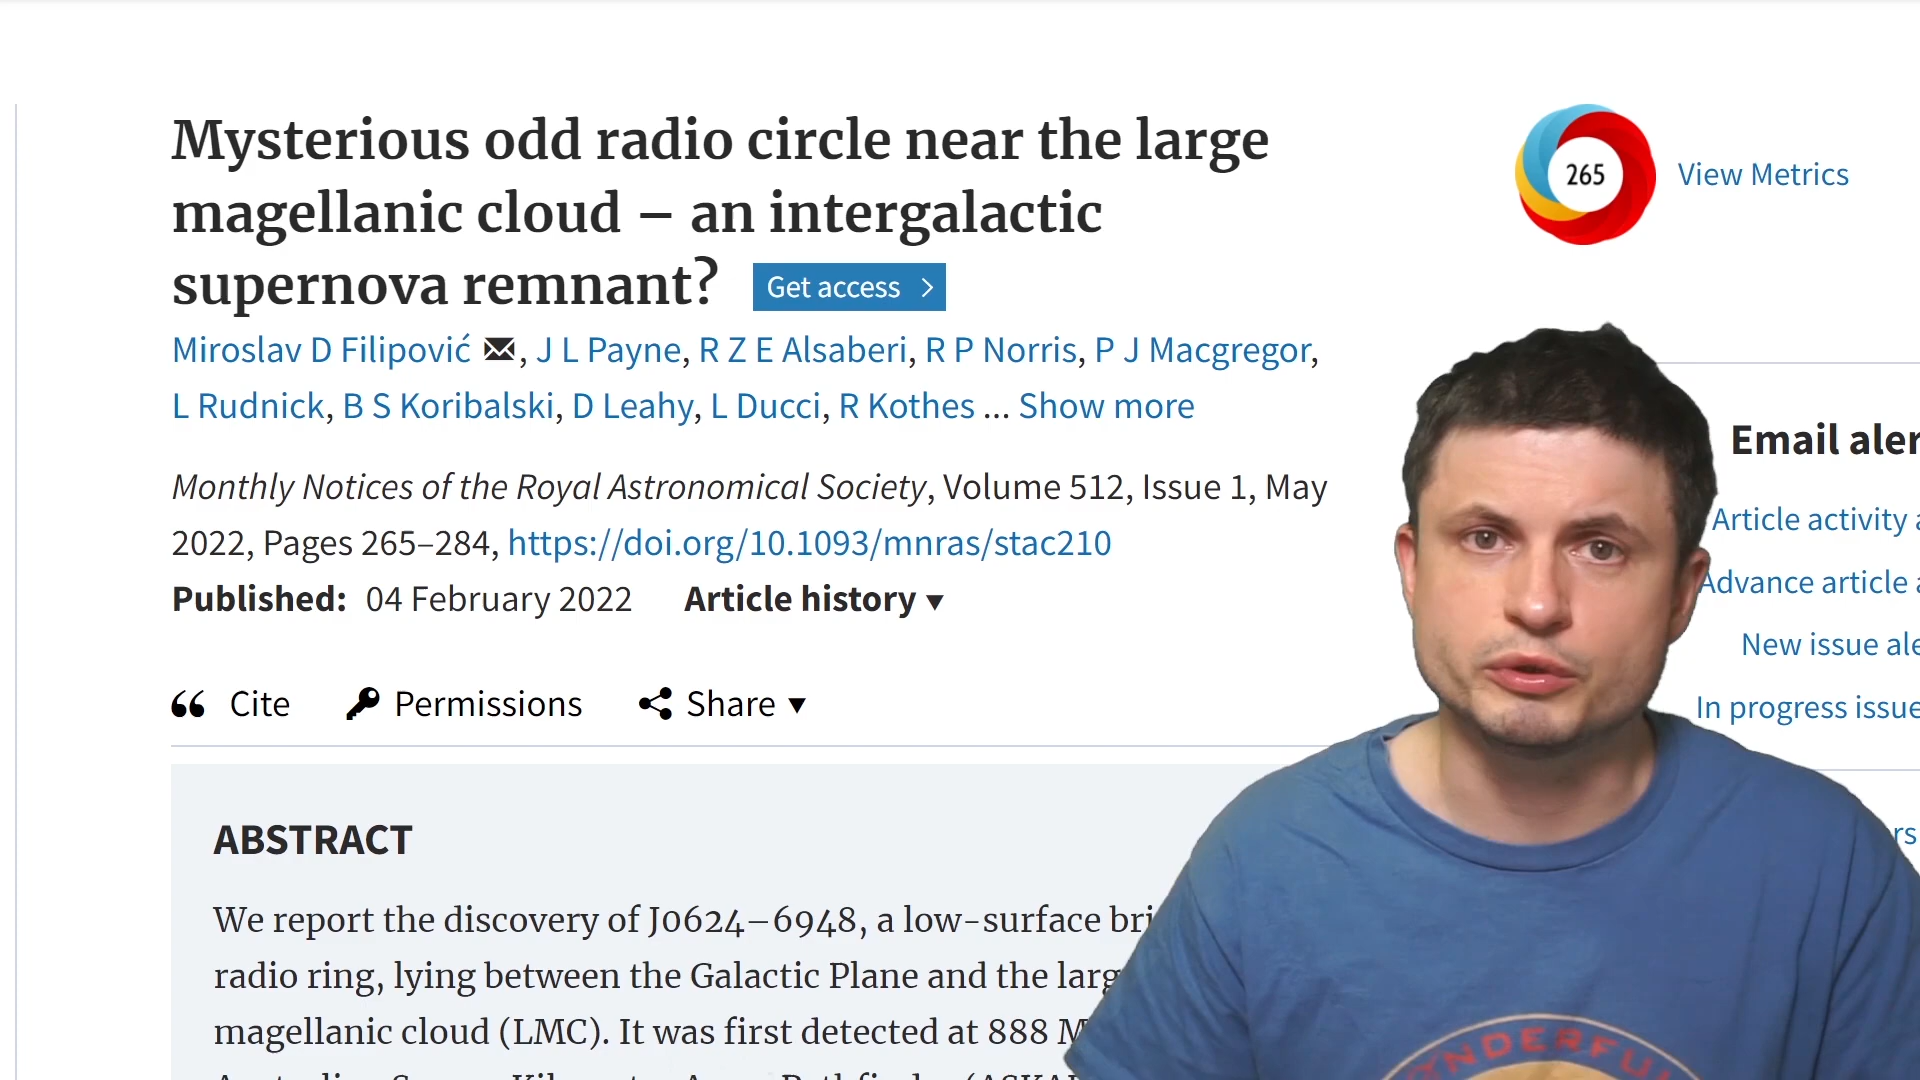 Mysterious odd radio circle near the large
magellanic cloud – an intergalactic
supernova remnant? Get access
Miroslav D Filipović, J L Payne, R Z E Alsaberi, R P Norris, P J Macgregor,
L Rudnick, B S Koribalski, D Leahy, L Ducci, R Kothes ... Show more
Monthly Notices of the Royal Astronomical Society, Volume 512, Issue 1, May
2022, Pages 265–284, https://doi.org/10.1093/mnras/stac210
Published: 04 February 2022 Article history
Cite Permissions Share
ABSTRACT
We report the discovery of J0624–6948, a low-surface bri
radio ring, lying between the Galactic Plane and the larg
magellanic cloud (LMC). It was first detected at 888 M
265 View Metrics
Email aler
Article activity a
Advance article a
New issue ale
In progress issue
rs